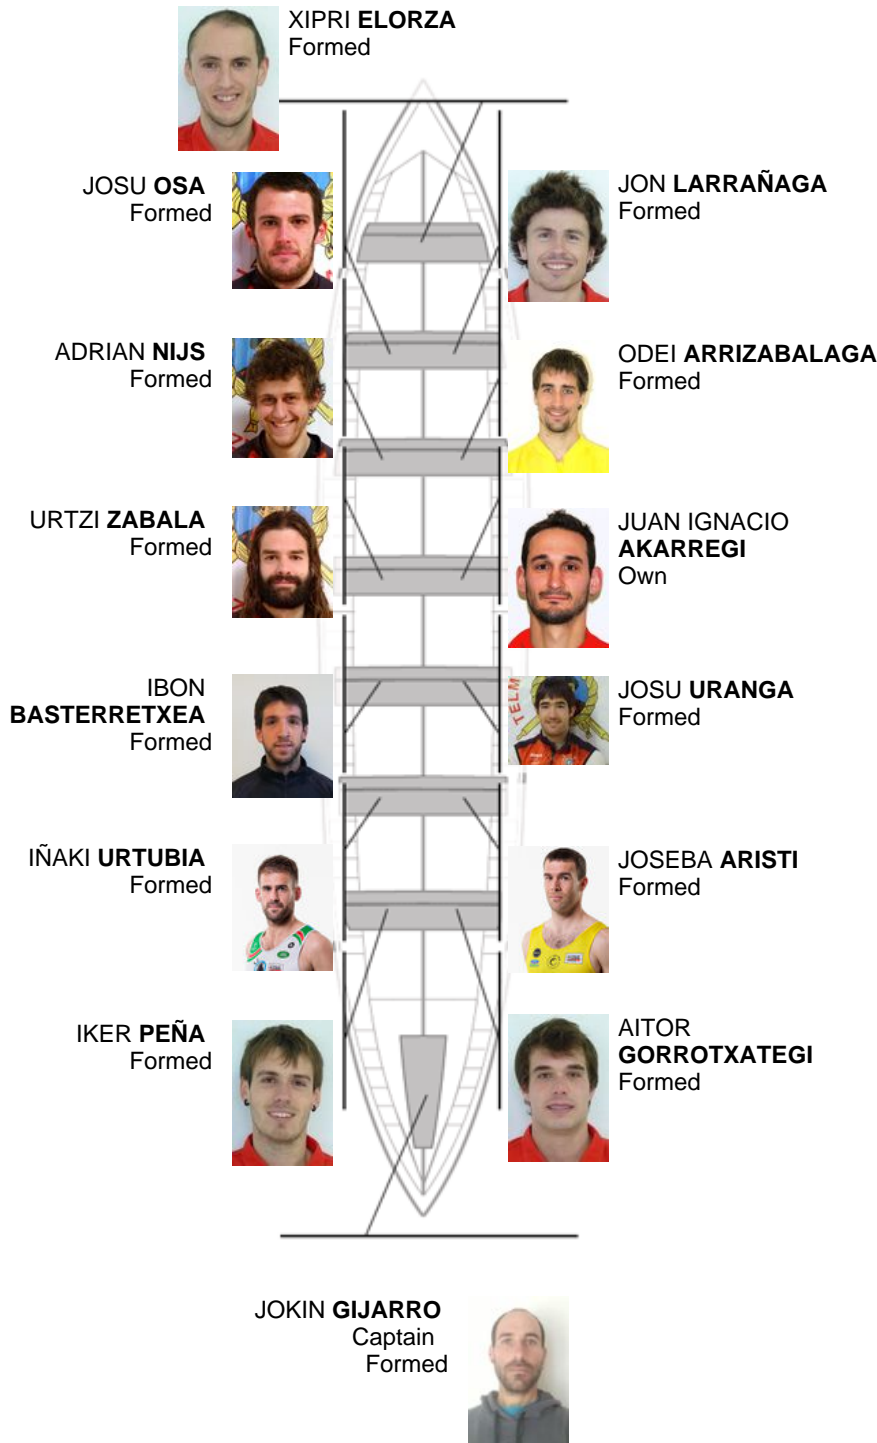 XIPRI ELORZA
Formed
JOSU OSA
Formed
JON LARRAÑAGA
Formed
ADRIAN NIJS
Formed
ODEI ARRIZABALAGA
Formed
URTZI ZABALA
Formed
JUAN IGNACIO
AKARREGI
Own
IBON
BASTERRETXEA
Formed
JOSU URANGA
Formed
TELM
IÑAKI URTUBIA
Formed
JOSEBA ARISTI
Formed
IKER PEÑA
Formed
AITOR
GORROTXATEGI
Formed
JOKIN GIJARRO
Captain
Formed